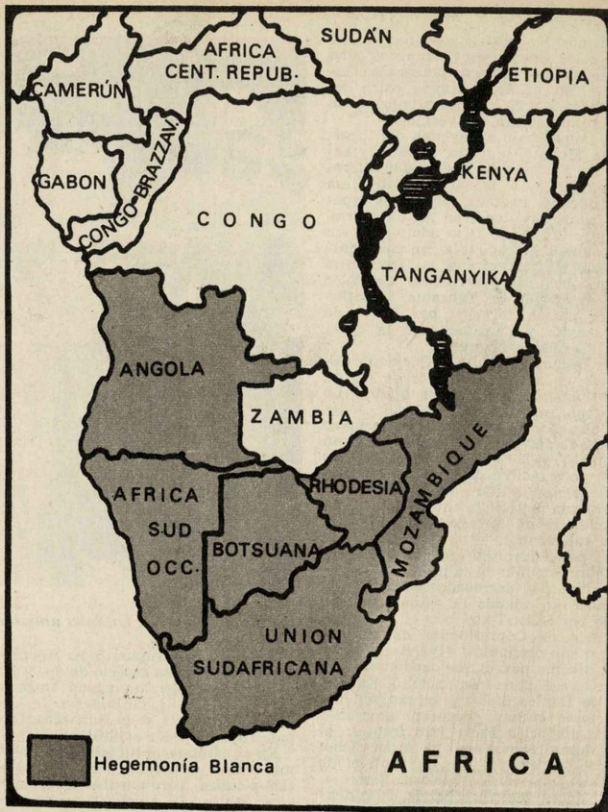 SUDÁN
AFRICA
CENT. REPUB.
ETIOPIA
CAMERÚN
GABON
CONGO-BRAZZAV.
KENYA
CONGO
TANGANYIKA
ANGOLA
ZAMBIA
MOZAMBIQUE
RHODESIA
AFRICA
SUD
OCC.
BOTSUANA
UNION
SUDAFRICANA
Hegemonía Blanca
AFRICA